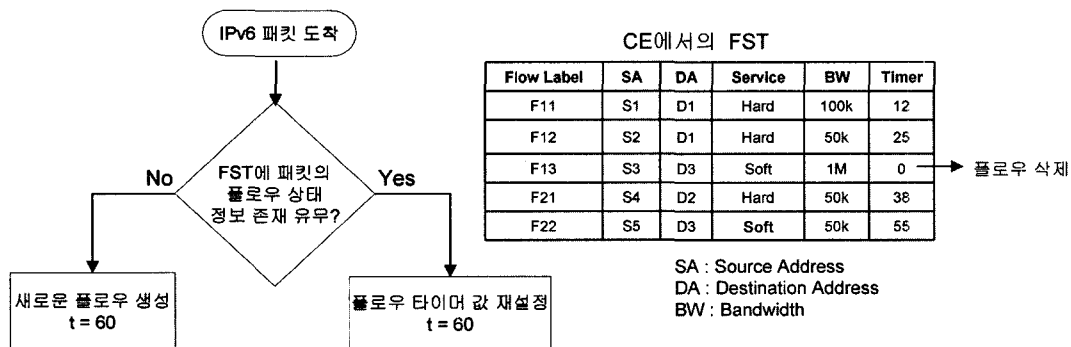 IPv6 패킷 도착
No
FST에 패킷의
플로우 상태
정보 존재 유무?
Yes
새로운 플로우 생성
t = 60
플로우 타이머 값 재설정
t = 60
CE에서의 FST
Flow Label SA DA Service BW Timer
F11 S1 D1 Hard 100k 12
F12 S2 D1 Hard 50k 25
F13 S3 D3 Soft 1M 0
플로우 삭제
F21 S4 D2 Hard 50k 38
F22 S5 D3 Soft 50k 55
SA : Source Address
DA : Destination Address
BW : Bandwidth